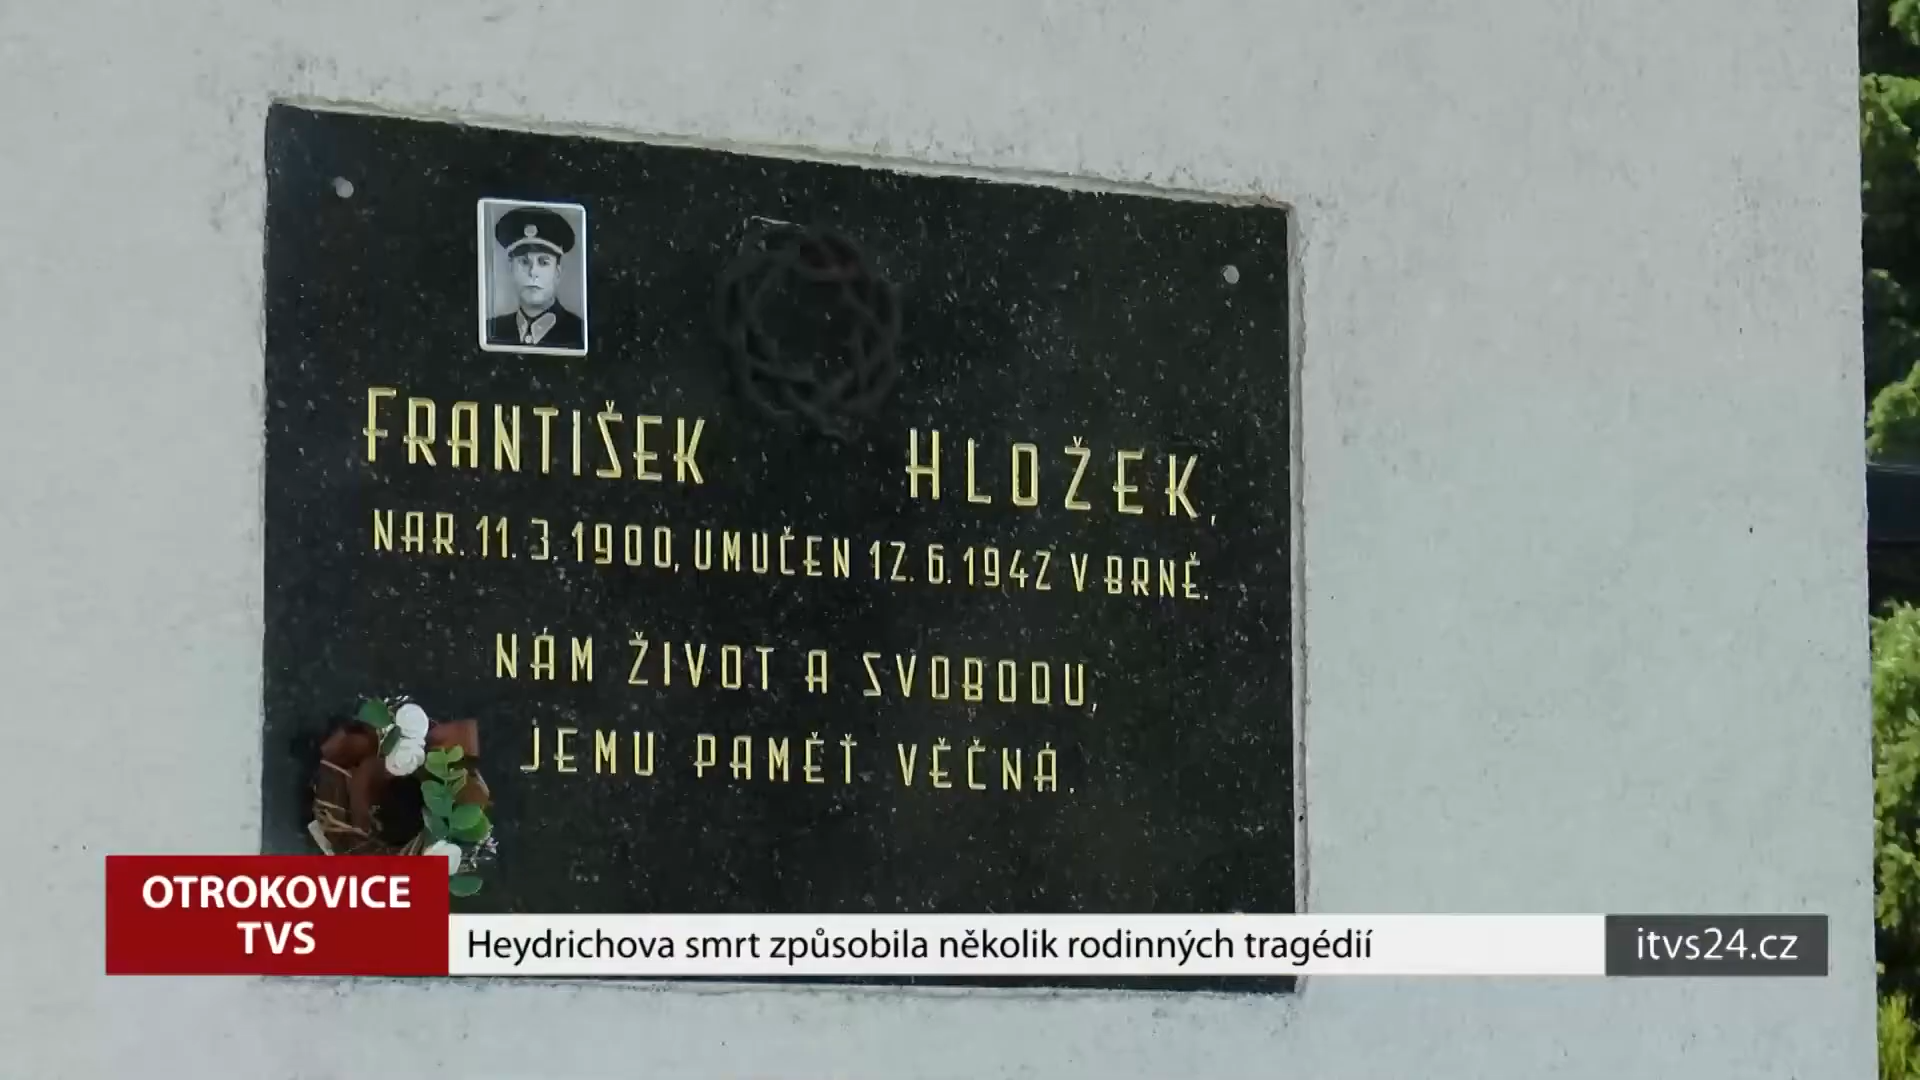 FRANTIŠEK HLOŽEK,
NAR. 11. 3. 1900, UMUČEN 12. 6. 1942 V BRNĚ.
NÁM ŽIVOT A SVOBODU,
JEMU PAMĚŤ VĚČNÁ.
OTROKOVICE
TVS
Heydrichova smrt způsobila několik rodinných tragédií
itvs24.cz